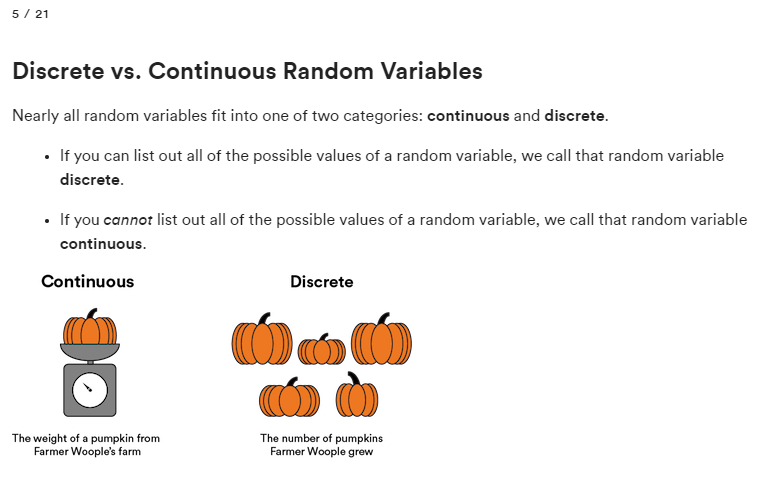 5 / 21
Discrete vs. Continuous Random Variables
Nearly all random variables fit into one of two categories: continuous and discrete.
• If you can list out all of the possible values of a random variable, we call that random variable
discrete.
• If you cannot list out all of the possible values of a random variable, we call that random variable
continuous.
Continuous
Discrete
The weight of a pumpkin from
Farmer Woople's farm
The number of pumpkins
Farmer Woople grew